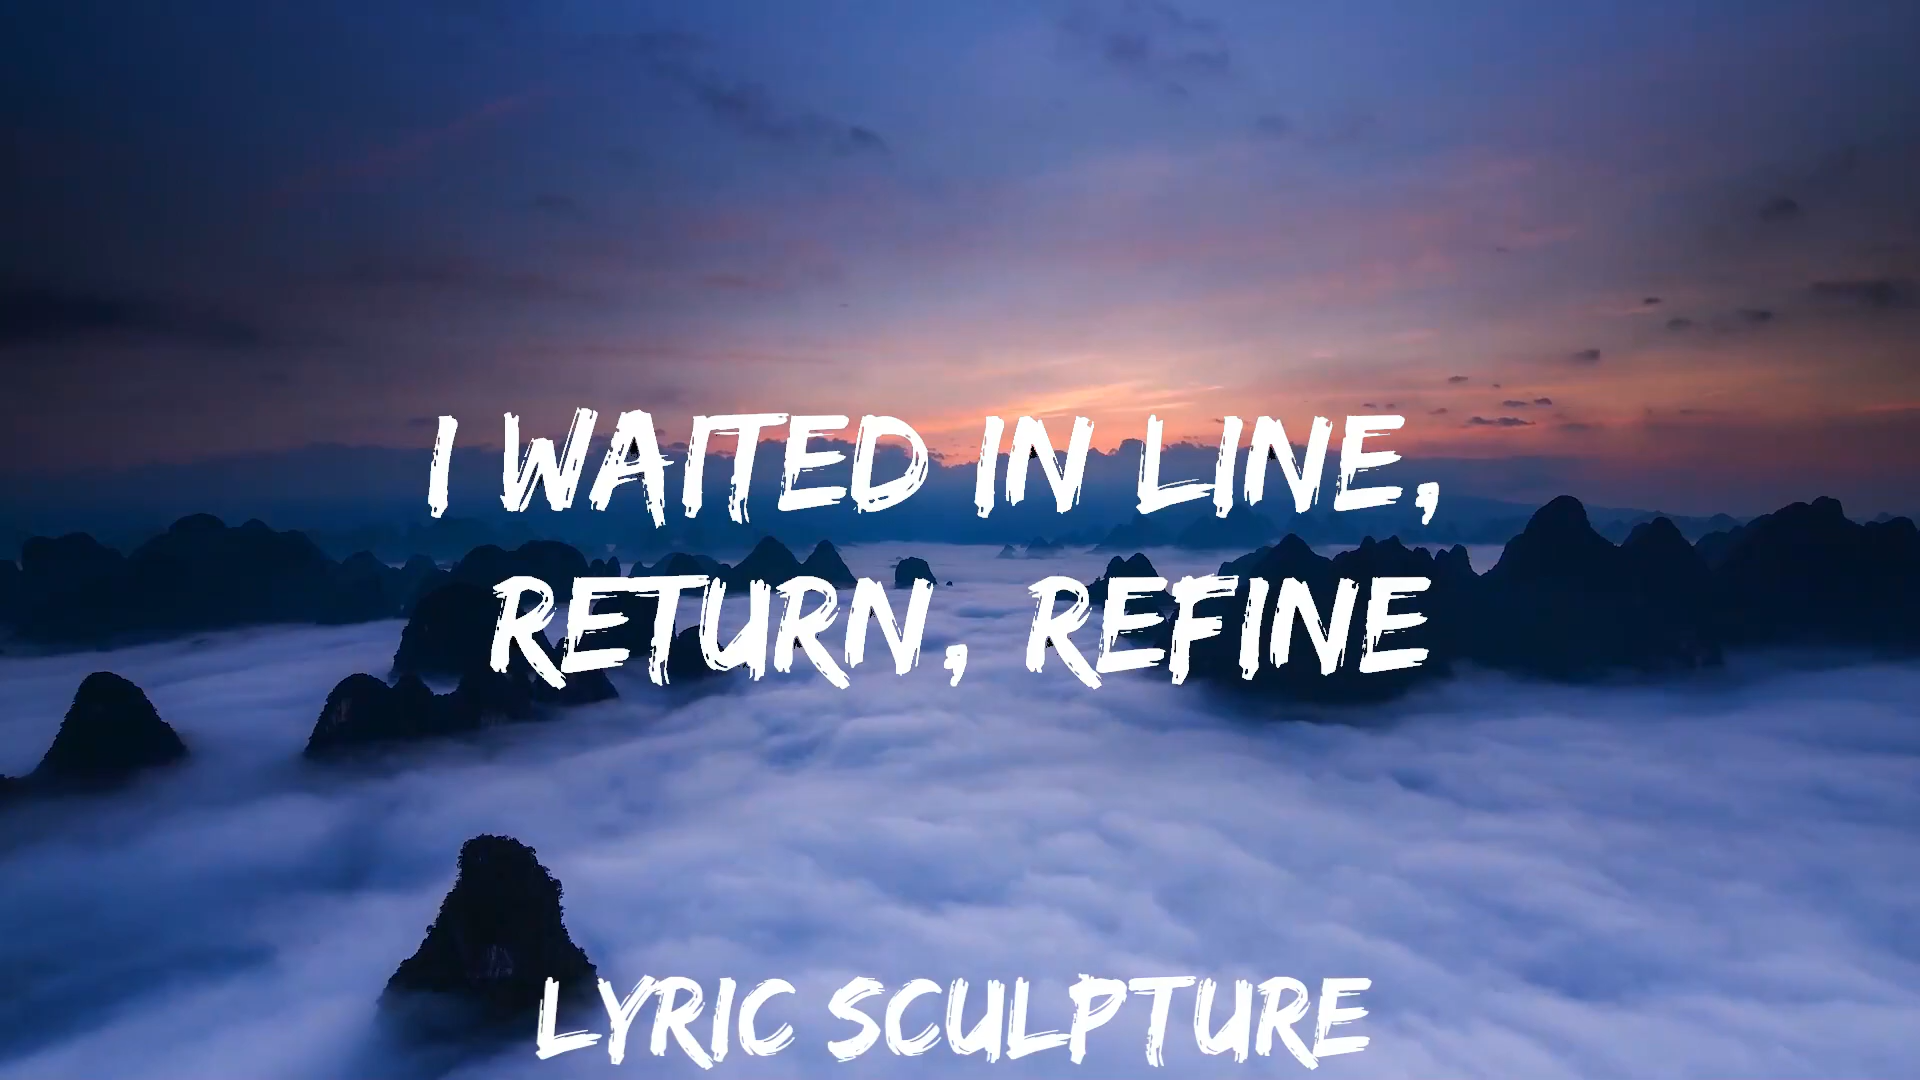 I WAITED IN LINE,
RETURN, REFINE
LYRIC SCULPTURE